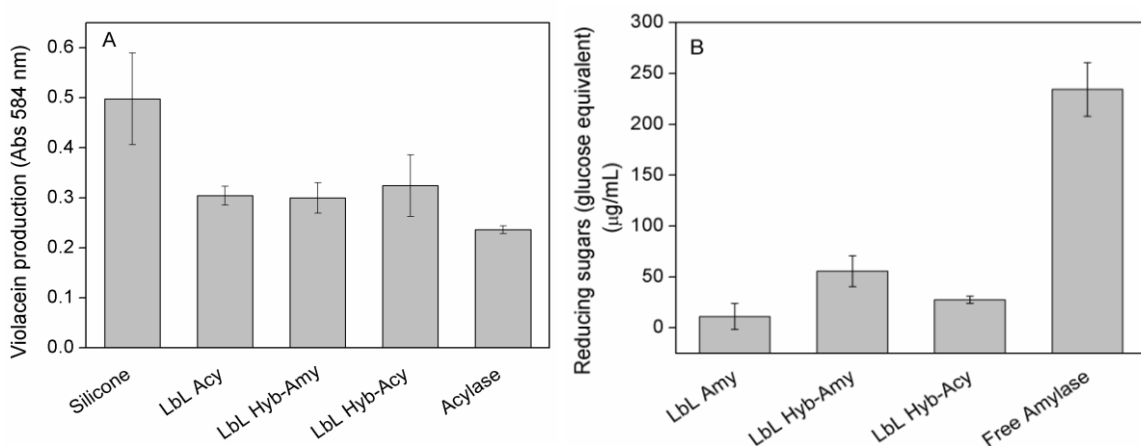 A
Violacein production (Abs 584 nm)
0.6
0.5
0.4
0.3
0.2
0.1
0.0
Silicone
LbL Acy
LbL Hyb-Amy
LbL Hyb-Acy
Acylase
B
Reducing sugars (glucose equivalent)
(µg/mL)
300
250
200
150
100
50
0
LbL Amy
LbL Hyb-Amy
LbL Hyb-Acy
Free Amylase